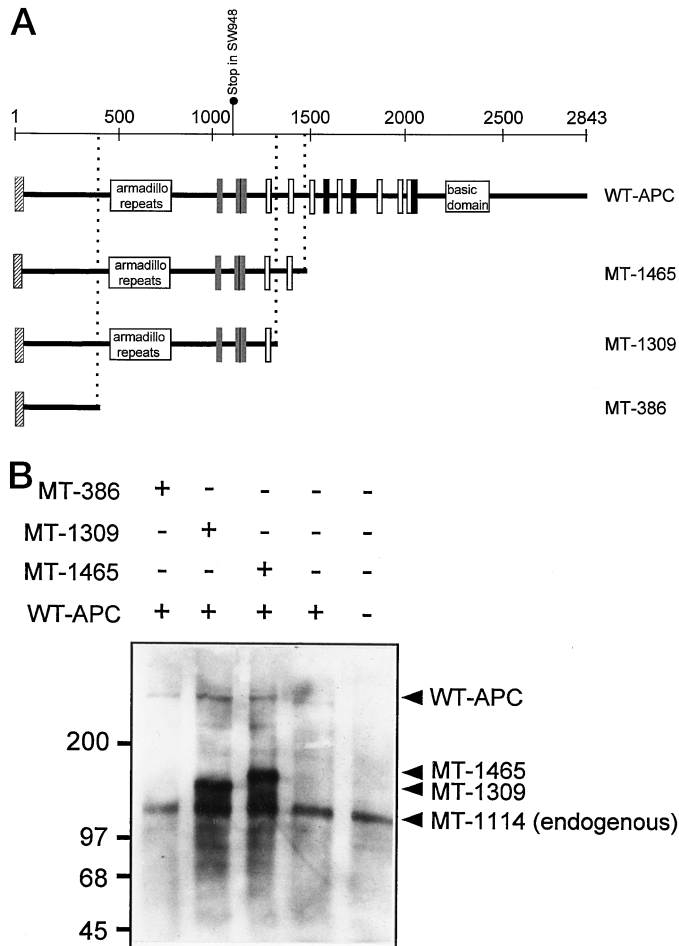 A
Stop in SW948
1 500 1000 1500 2000 2500 2843
armadillo repeats basic domain WT-APC
armadillo repeats MT-1465
armadillo repeats MT-1309
MT-386
B
MT-386 + - - - -
MT-1309 - + - - -
MT-1465 - - + - -
WT-APC + + + + -
WT-APC
200
MT-1465
MT-1309
MT-1114 (endogenous)
97
68
45